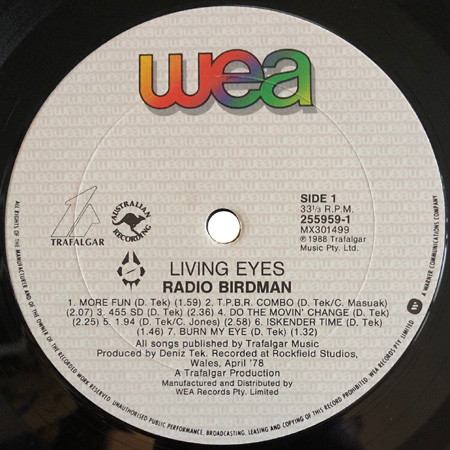 wea
SIDE 1
33⅓ R.P.M.
255959-1
MX301499
℗ 1988 Trafalgar
Music Pty. Ltd.
TRAFALGAR
AUSTRALIAN
RECORDING
LIVING EYES
RADIO BIRDMAN
1. MORE FUN (D. Tek) (1.59) 2. T.P.B.R. COMBO (D. Tek/C. Masuak)
(2.07) 3. 455 SD (D. Tek) (2.36) 4. DO THE MOVIN' CHANGE (D. Tek)
(2.25) 5. 1.94 (D. Tek/C. Jones) (2.58) 6. ISKENDER TIME (D. Tek)
(1.46) 7. BURN MY EYE (D. Tek) (1.32)
All songs published by Trafalgar Music
Produced by Deniz Tek. Recorded at Rockfield Studios,
Wales, April '78
A Trafalgar Production
Manufactured and Distributed by
WEA Records Pty. Limited
ALL RIGHTS OF THE MANUFACTURER AND OF THE OWNER OF THE RECORDED WORK RESERVED. UNAUTHORISED PUBLIC PERFORMANCE, BROADCASTING, LEASING AND COPYING OF THIS RECORD PROHIBITED. WEA RECORDS PTY. LIMITED
A WARNER COMMUNICATIONS COMPANY